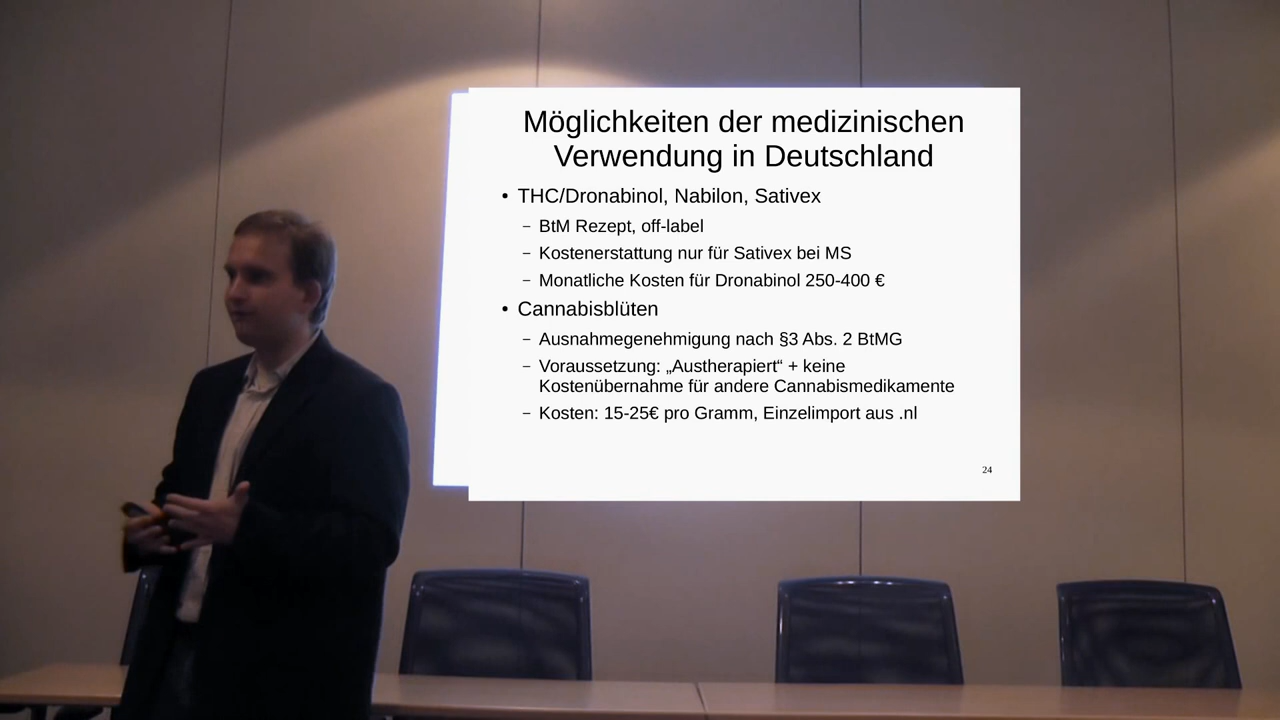 Möglichkeiten der medizinischen
Verwendung in Deutschland
• THC/Dronabinol, Nabilon, Sativex
– BtM Rezept, off-label
– Kostenerstattung nur für Sativex bei MS
– Monatliche Kosten für Dronabinol 250-400 €
• Cannabisblüten
– Ausnahmegenehmigung nach §3 Abs. 2 BtMG
– Voraussetzung: „Austherapiert“ + keine
Kostenübernahme für andere Cannabismedikamente
– Kosten: 15-25€ pro Gramm, Einzelimport aus .nl
24